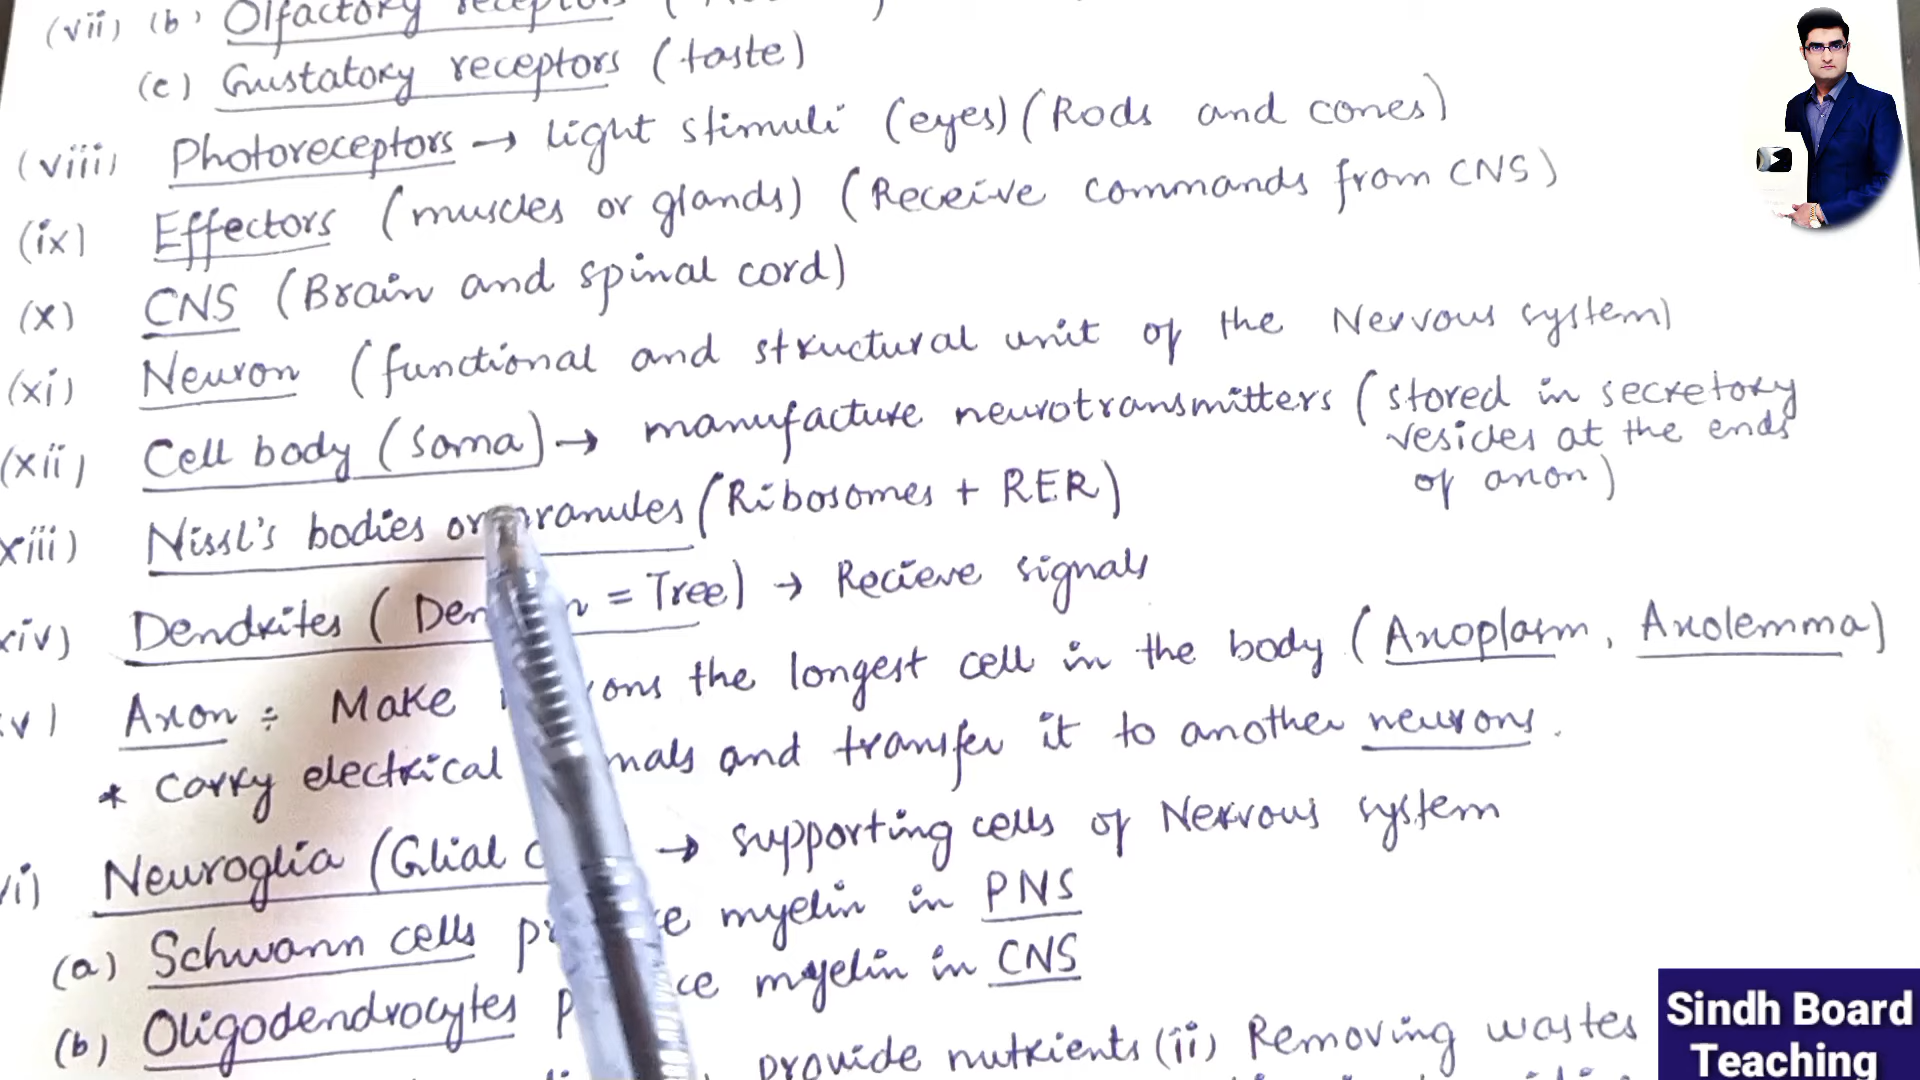 (vii) (b) Olfactory receptors
(c) Gustatory receptors (taste)
(viii) Photoreceptors → light stimuli (eyes) (Rods and cones)
(ix) Effectors (muscles or glands) (Receive commands from CNS)
(x) CNS (Brain and spinal cord)
(xi) Neuron (functional and structural unit of the Nervous system)
(xii) Cell body (Soma) → manufacture neurotransmitters (stored in secretory
vesicles at the ends
of axon)
xiii) Nissl's bodies or granules (Ribosomes + RER)
xiv) Dendrites ( = Tree) → Recieve signals
v) Axon ÷ Make the longest cell in the body (Axoplasm, Axolemma)
* carry electrical and transfer it to another neurons.
vi) Neuroglia (Glial → supporting cells of Nervous system
(a) Schwann cells myelin in PNS
(b) Oligodendrocytes myelin in CNS
provide nutrients (ii) Removing wastes
Sindh Board
Teaching